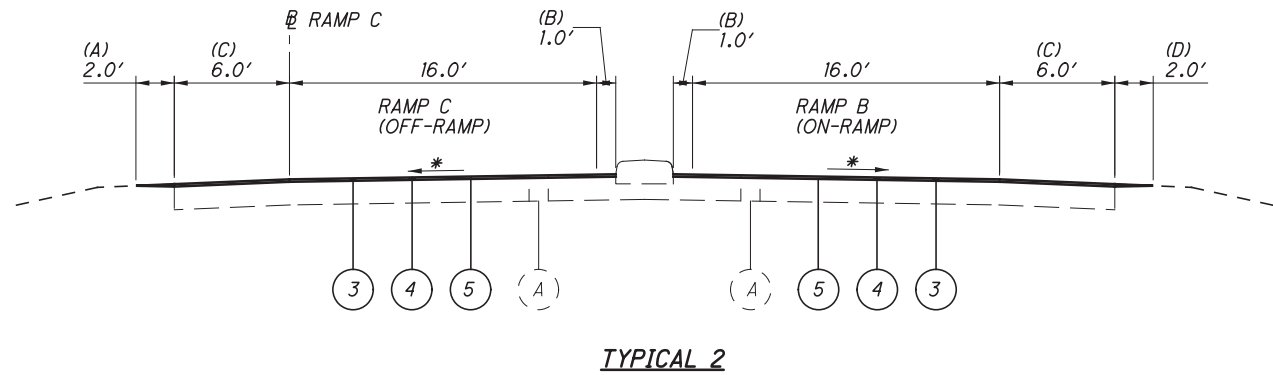 ℄ RAMP C
(B)
1.0'
(B)
1.0'
(A)
2.0'
(C)
6.0'
16.0'
16.0'
(C)
6.0'
(D)
2.0'
RAMP C
(OFF-RAMP)
RAMP B
(ON-RAMP)
*
*
3
4
5
A
A
5
4
3
TYPICAL 2